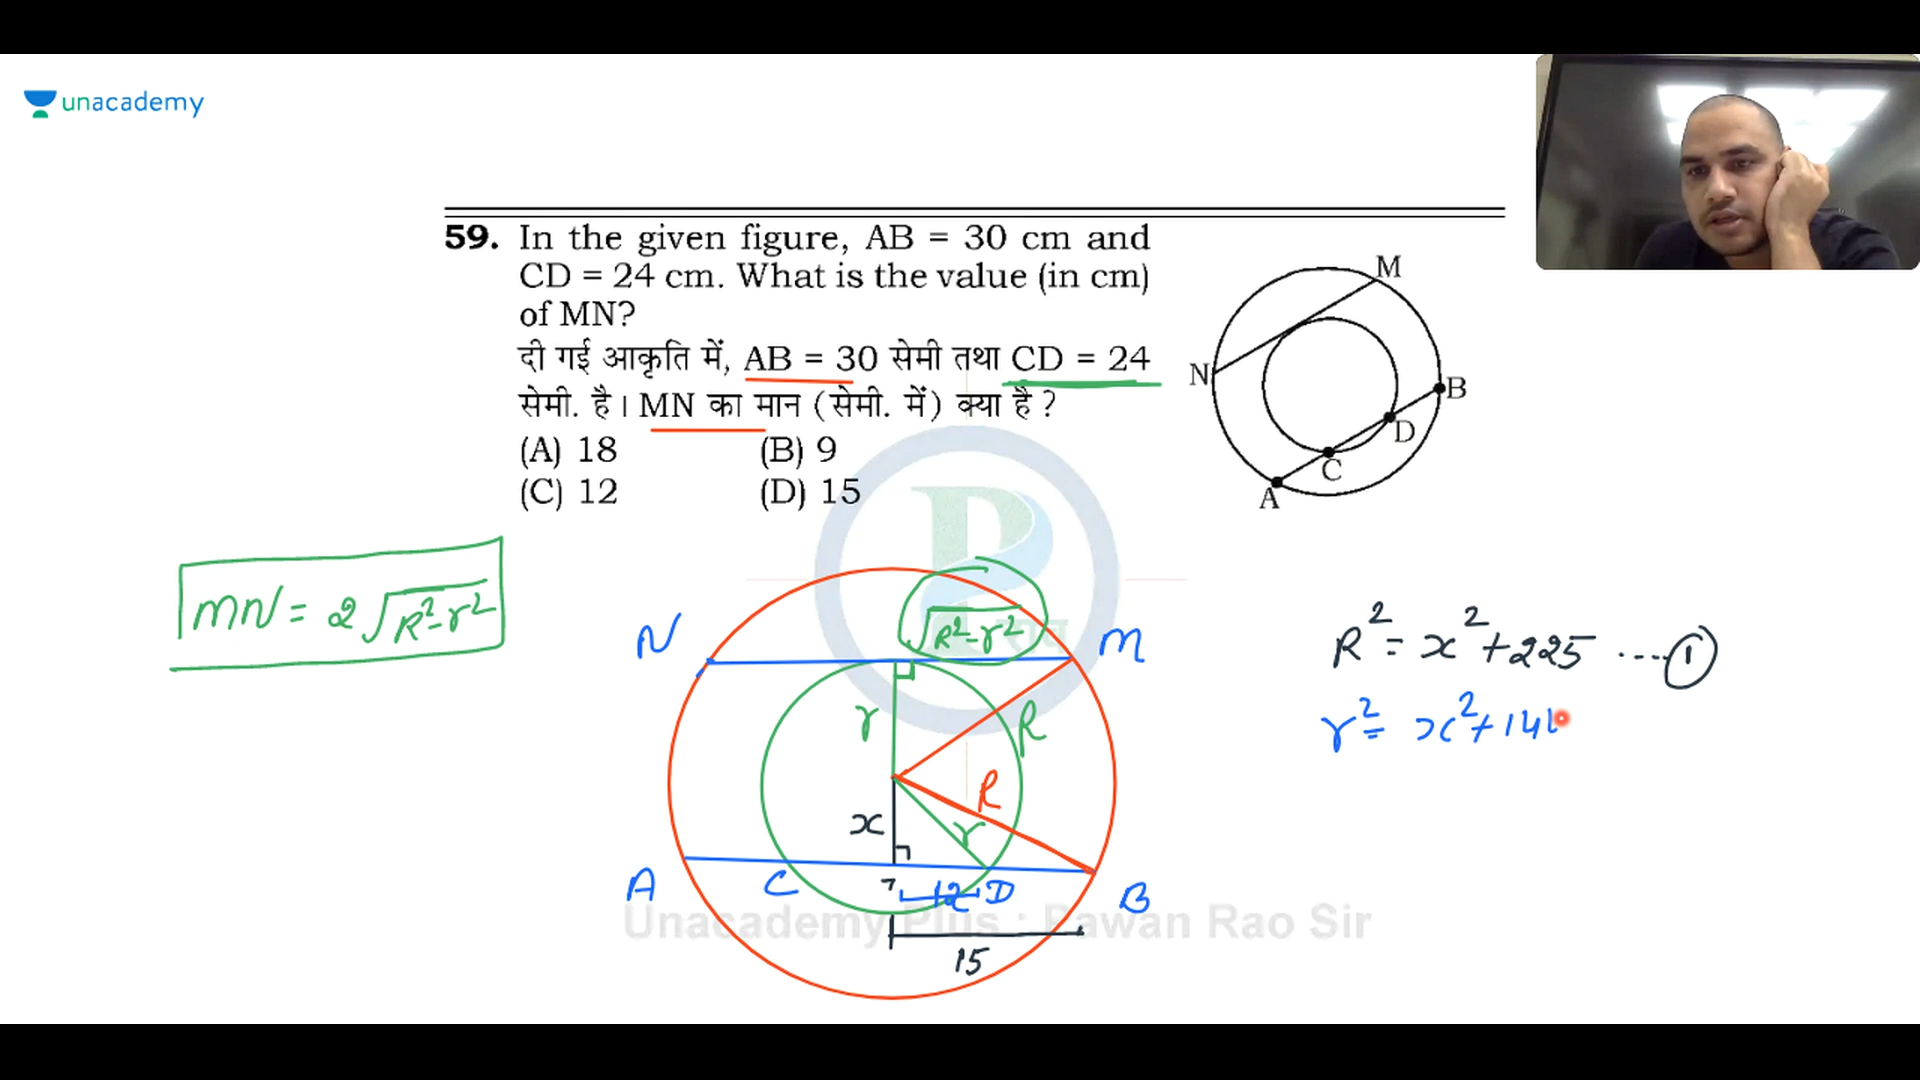 unacademy
59. In the given figure, AB = 30 cm and
CD = 24 cm. What is the value (in cm)
of MN?
दी गई आकृति में, AB = 30 सेमी तथा CD = 24
सेमी. है। MN का मान (सेमी. में) क्या है ?
(A) 18 (B) 9
(C) 12 (D) 15
M
N
B
D
C
A
MN = 2√R²-r²
N
√R²-r²
M
r
R
R
x
r
A
C
12
D
B
15
R² = x²+225 ....①
r² = x²+14
Unacademy Plus : Pawan Rao Sir